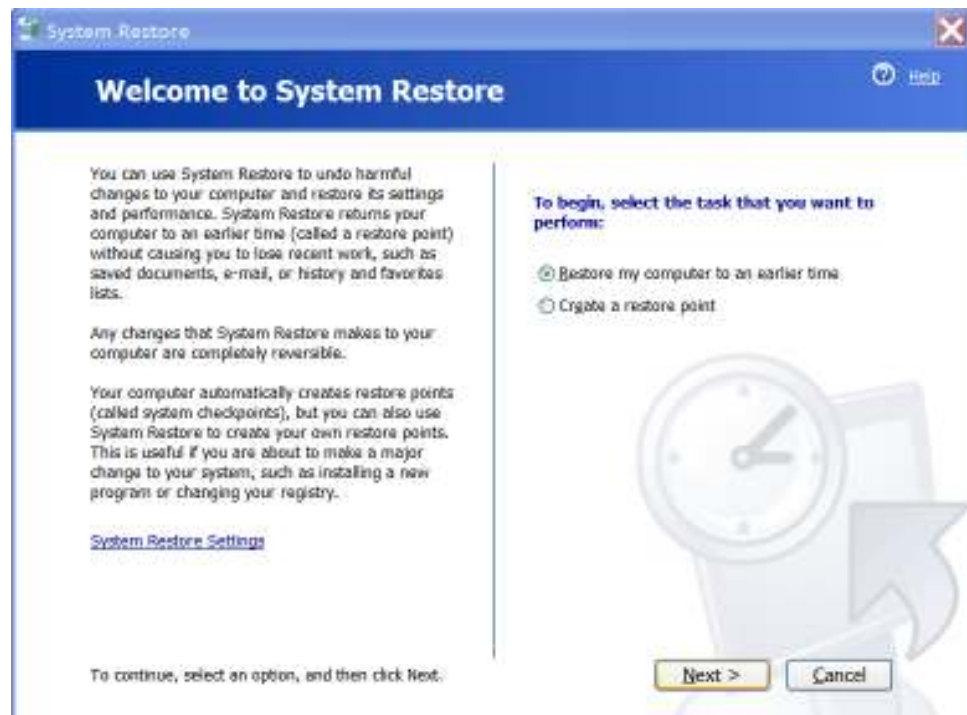 System Restore
Welcome to System Restore
Help
You can use System Restore to undo harmful
changes to your computer and restore its settings
and performance. System Restore returns your
computer to an earlier time (called a restore point)
without causing you to lose recent work, such as
saved documents, e-mail, or history and favorites
lists.
Any changes that System Restore makes to your
computer are completely reversible.
Your computer automatically creates restore points
(called system checkpoints), but you can also use
System Restore to create your own restore points.
This is useful if you are about to make a major
change to your system, such as installing a new
program or changing your registry.
System Restore Settings
To continue, select an option, and then click Next.
To begin, select the task that you want to
perform:
Restore my computer to an earlier time
Create a restore point
Next >
Cancel